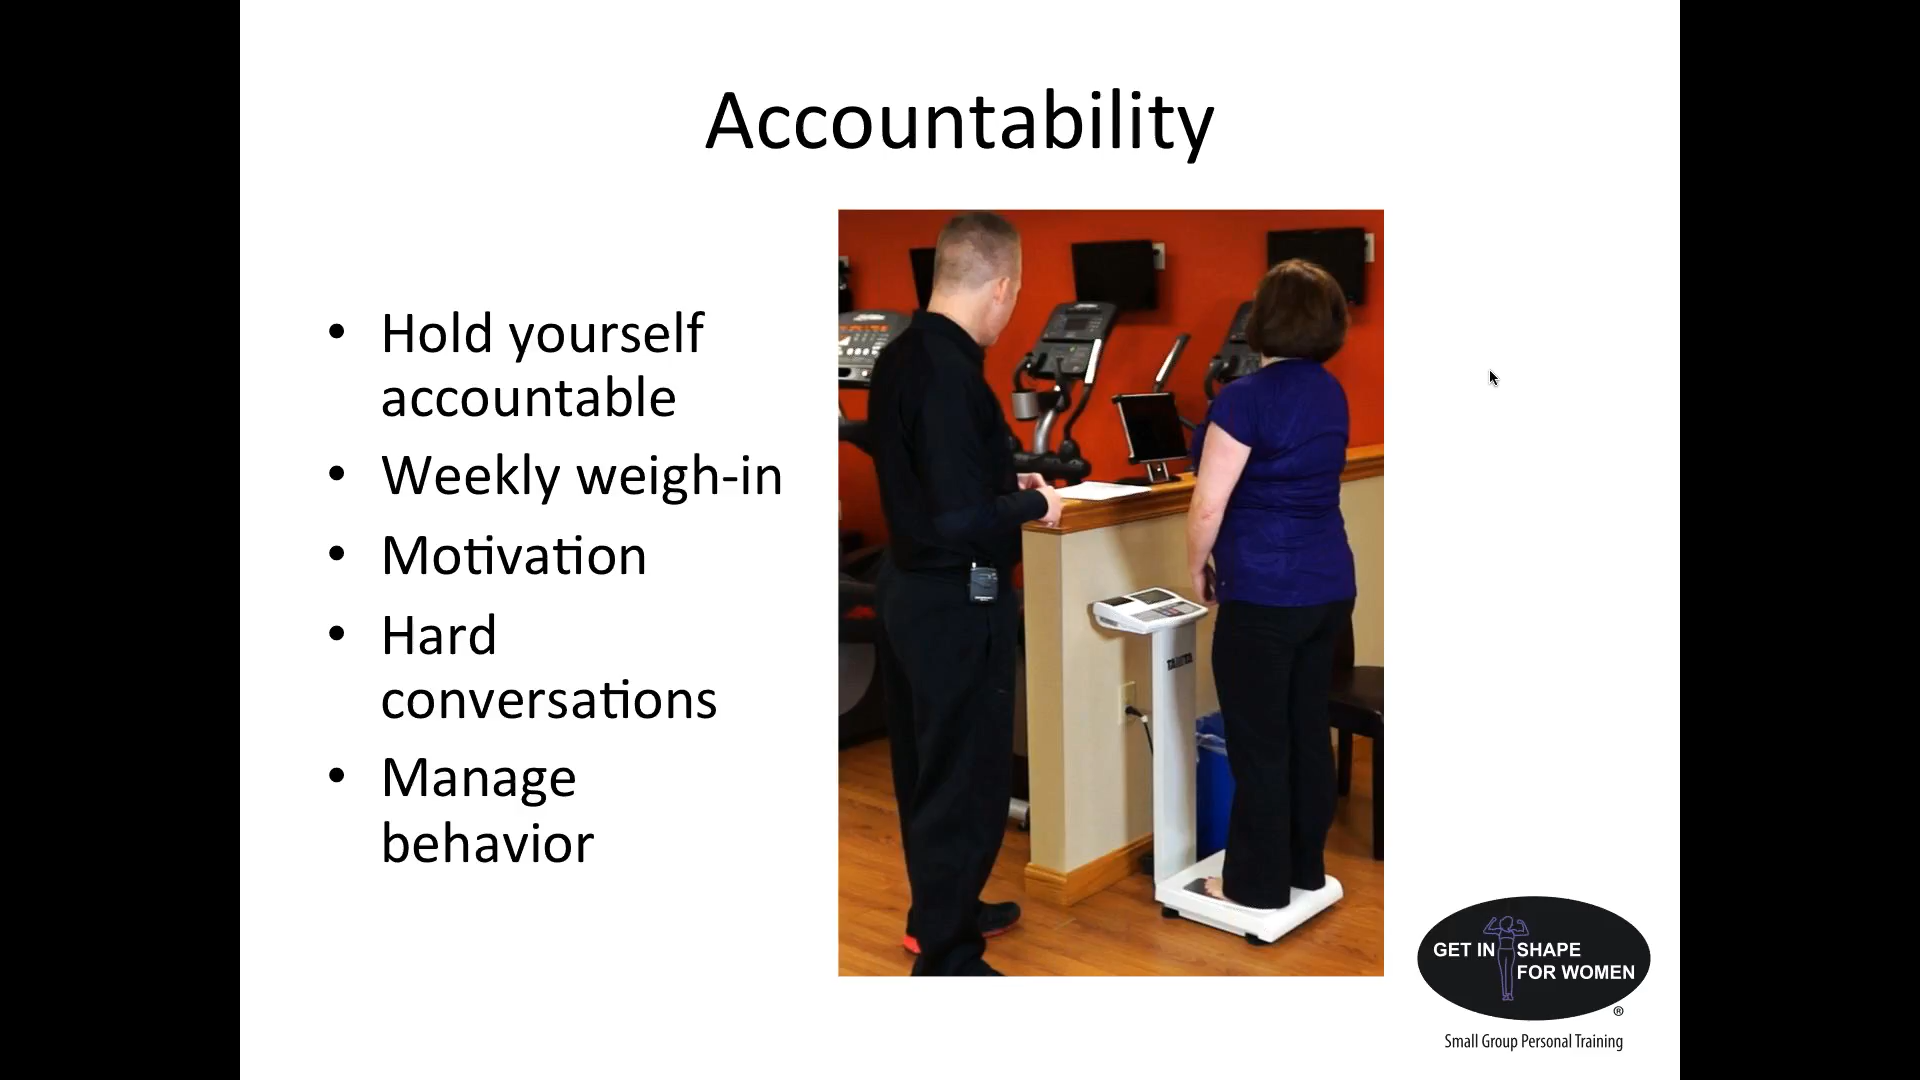 Accountability
• Hold yourself
accountable
• Weekly weigh-in
• Motivation
• Hard
conversations
• Manage
behavior
TANITA
GET IN SHAPE
FOR WOMEN
®
Small Group Personal Training